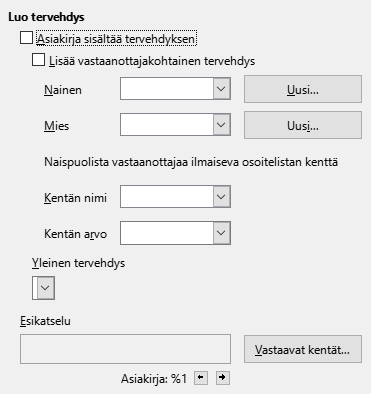 Luo tervehdys
Asiakirja sisältää tervehdyksen
Lisää vastaanottajakohtainen tervehdys
Nainen Uusi...
Mies Uusi...
Naispuolista vastaanottajaa ilmaiseva osoitelistan kenttä
Kentän nimi
Kentän arvo
Yleinen tervehdys
Esikatselu
Vastaavat kentät...
Asiakirja: %1